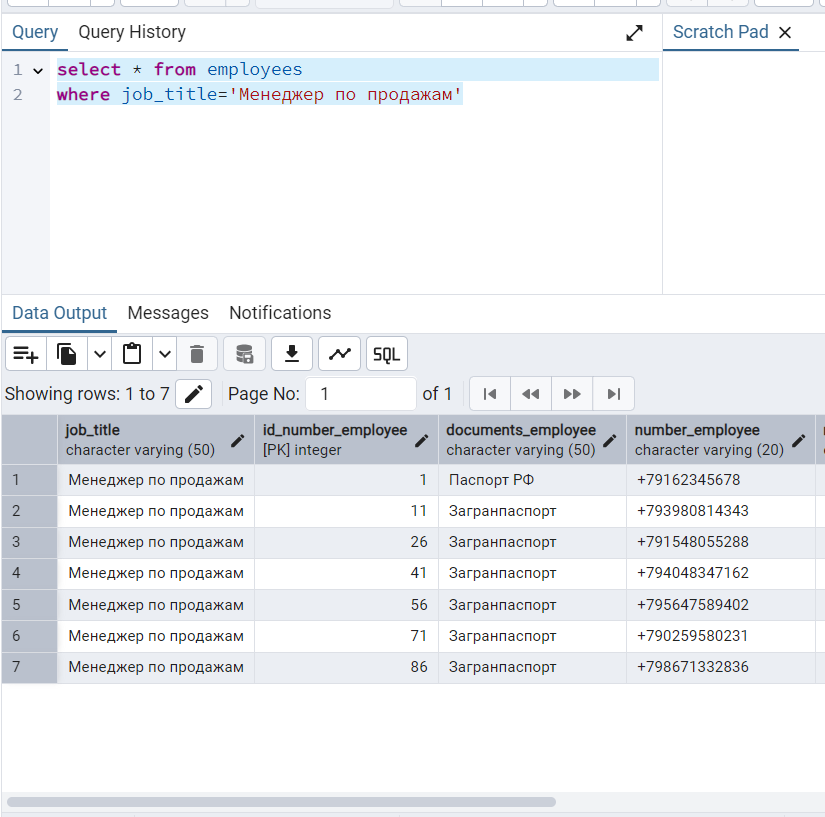 Query Query History Scratch Pad
1 select * from employees
2 where job_title='Менеджер по продажам'
Data Output Messages Notifications
SQL
Showing rows: 1 to 7 Page No: 1 of 1
job_title id_number_employee documents_employee number_employee
character varying (50) [PK] integer character varying (50) character varying (20)
1 Менеджер по продажам 1 Паспорт РФ +79162345678
2 Менеджер по продажам 11 Загранпаспорт +793980814343
3 Менеджер по продажам 26 Загранпаспорт +791548055288
4 Менеджер по продажам 41 Загранпаспорт +794048347162
5 Менеджер по продажам 56 Загранпаспорт +795647589402
6 Менеджер по продажам 71 Загранпаспорт +790259580231
7 Менеджер по продажам 86 Загранпаспорт +798671332836